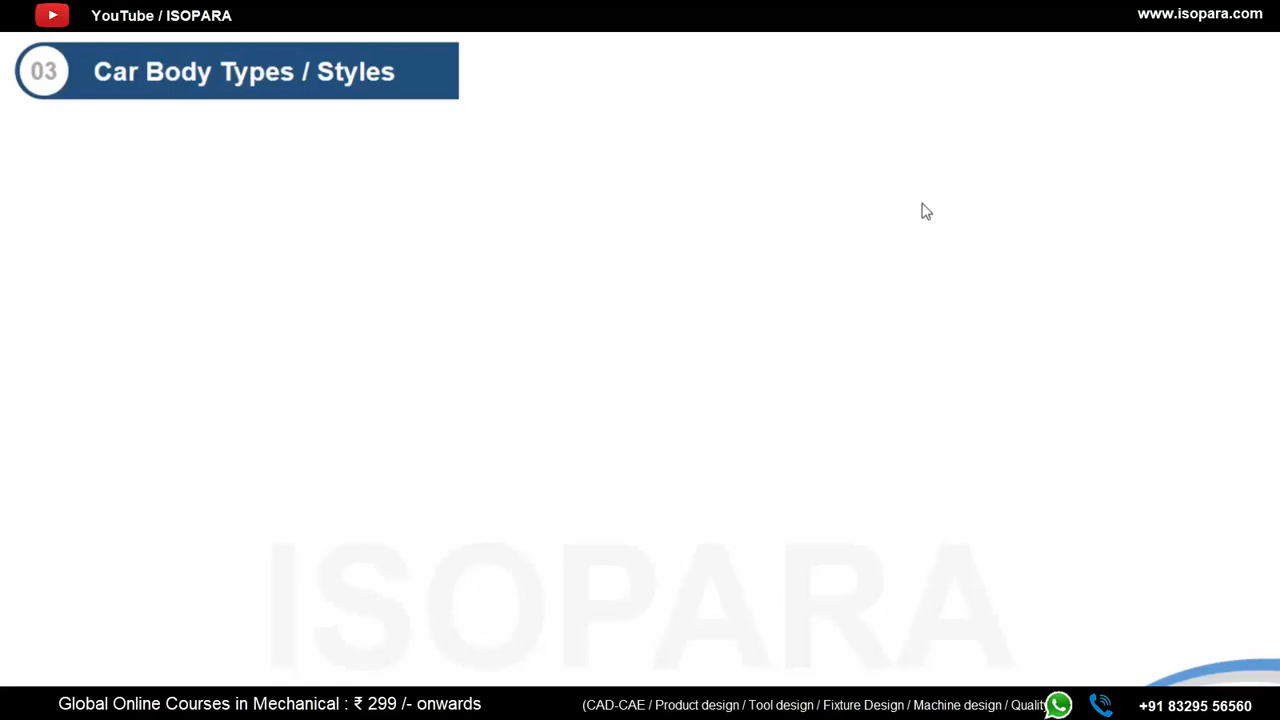 YouTube / ISOPARA
www.isopara.com
03
Car Body Types / Styles
ISOPARA
Global Online Courses in Mechanical : ₹ 299 /- onwards
(CAD-CAE / Product design / Tool design / Fixture Design / Machine design / Quality
+91 83295 56560